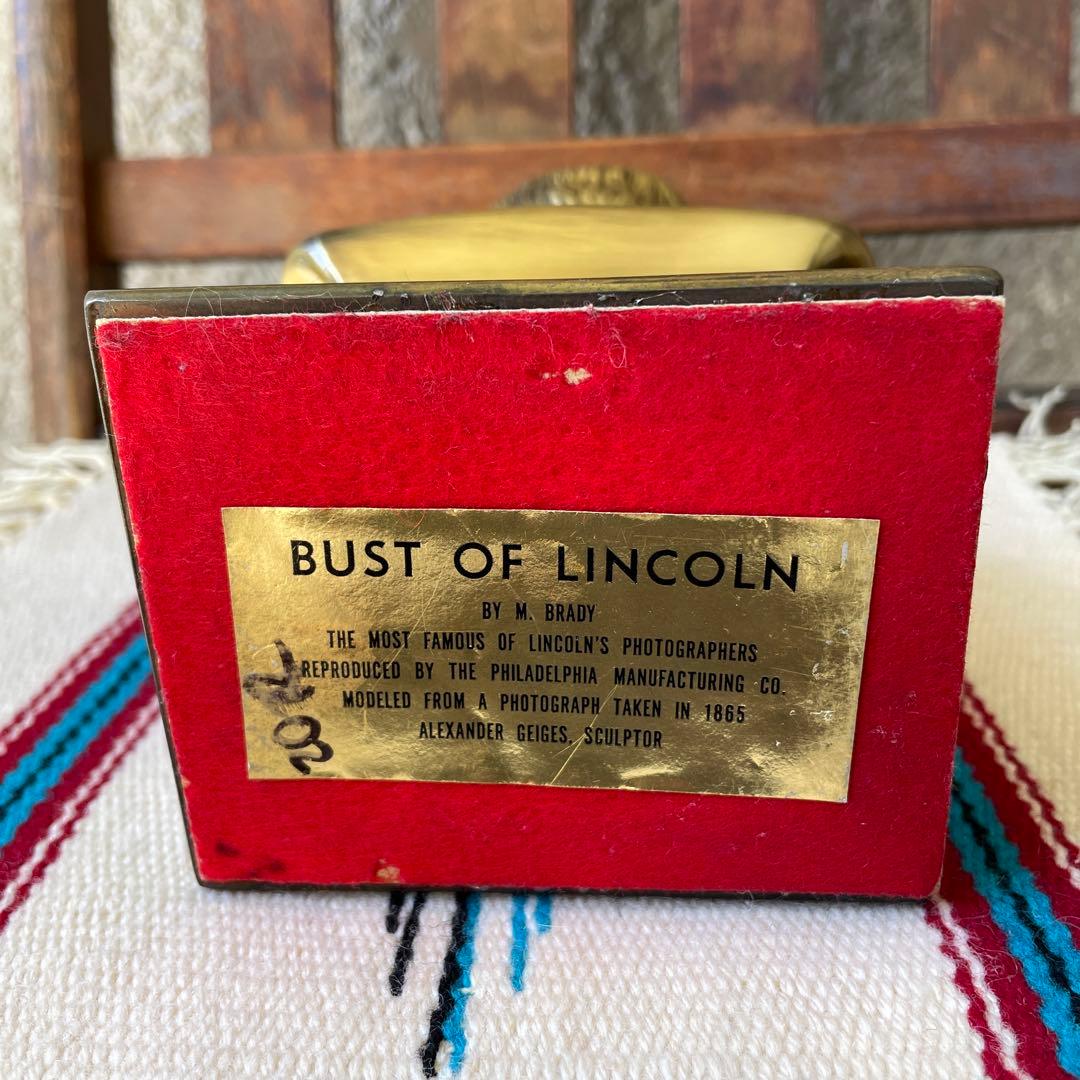 BUST OF LINCOLN
BY M. BRADY
THE MOST FAMOUS OF LINCOLN'S PHOTOGRAPHERS
REPRODUCED BY THE PHILADELPHIA MANUFACTURING CO.
MODELED FROM A PHOTOGRAPH TAKEN IN 1865
ALEXANDER GEIGES, SCULPTOR